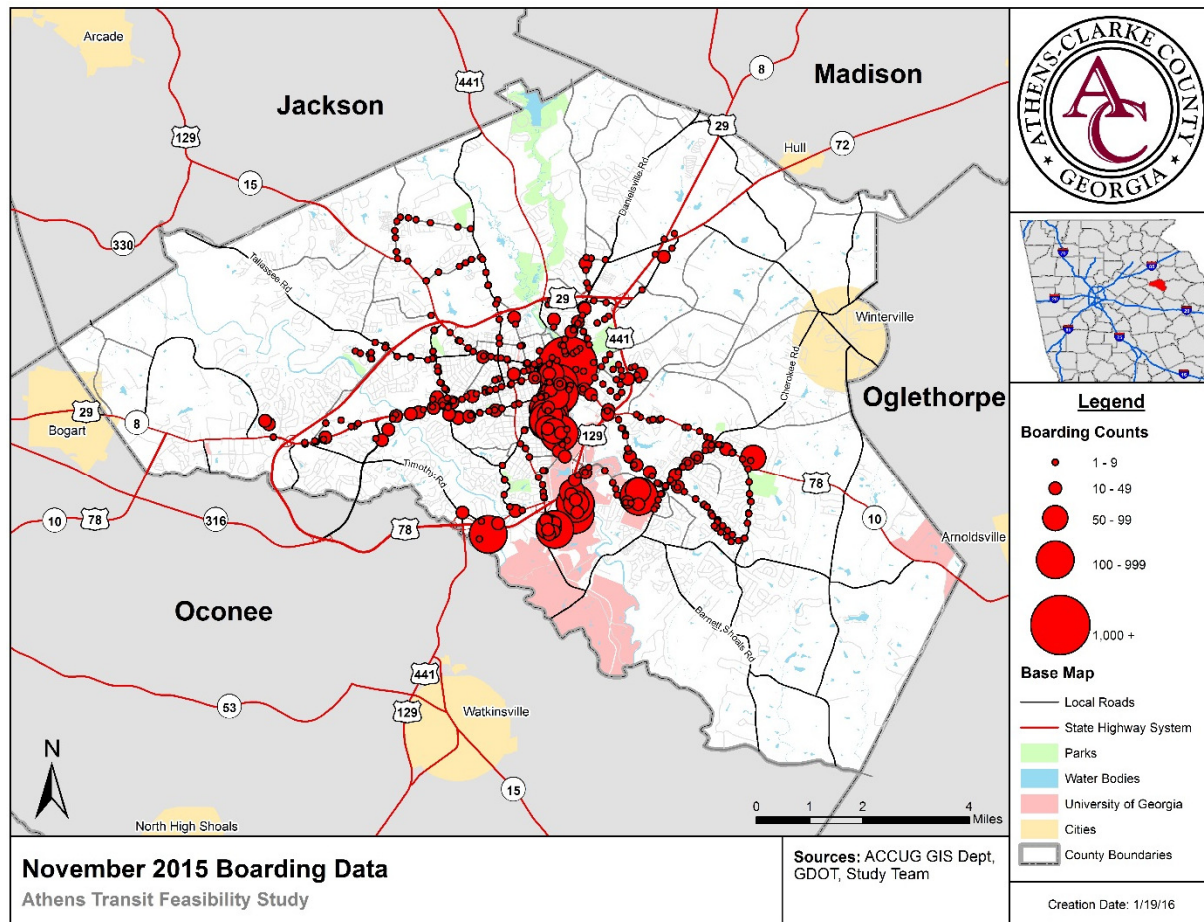 Arcade
Jackson
Madison
Hull
Oglethorpe
Winterville
Arnoldsville
Bogart
Oconee
Watkinsville
North High Shoals
441
8
29
129
15
72
330
Tallassee Rd
Danielsville Rd
29
441
Cherokee Rd
29
8
129
Timothy Rd
78
10
78
316
78
10
Barnett Shoals Rd
441
129
53
15
N
0 1 2 4
Miles
ATHENS-CLARKE COUNTY
AC
★ GEORGIA ★
Legend
Boarding Counts
1 - 9
10 - 49
50 - 99
100 - 999
1,000 +
Base Map
Local Roads
State Highway System
Parks
Water Bodies
University of Georgia
Cities
County Boundaries
November 2015 Boarding Data
Athens Transit Feasibility Study
Sources: ACCUG GIS Dept,
GDOT, Study Team
Creation Date: 1/19/16